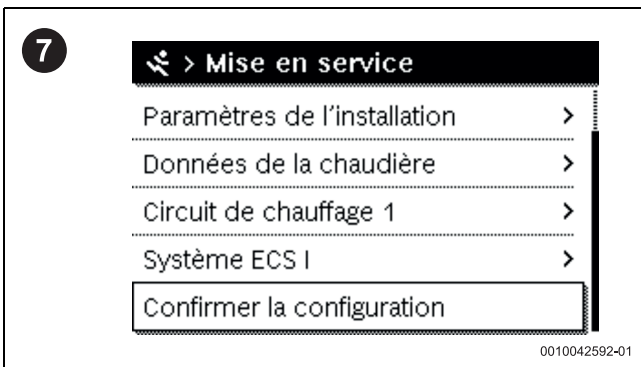 7
> Mise en service
Paramètres de l'installation >
Données de la chaudière >
Circuit de chauffage 1 >
Système ECS I >
Confirmer la configuration
0010042592-01